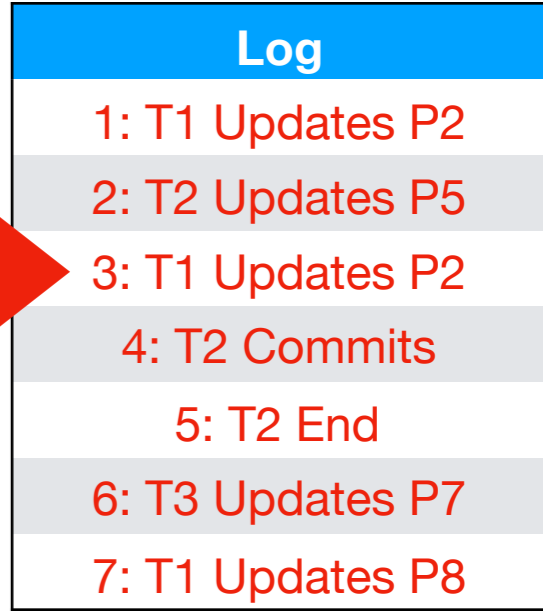 Log
1: T1 Updates P2
2: T2 Updates P5
3: T1 Updates P2
4: T2 Commits
5: T2 End
6: T3 Updates P7
7: T1 Updates P8